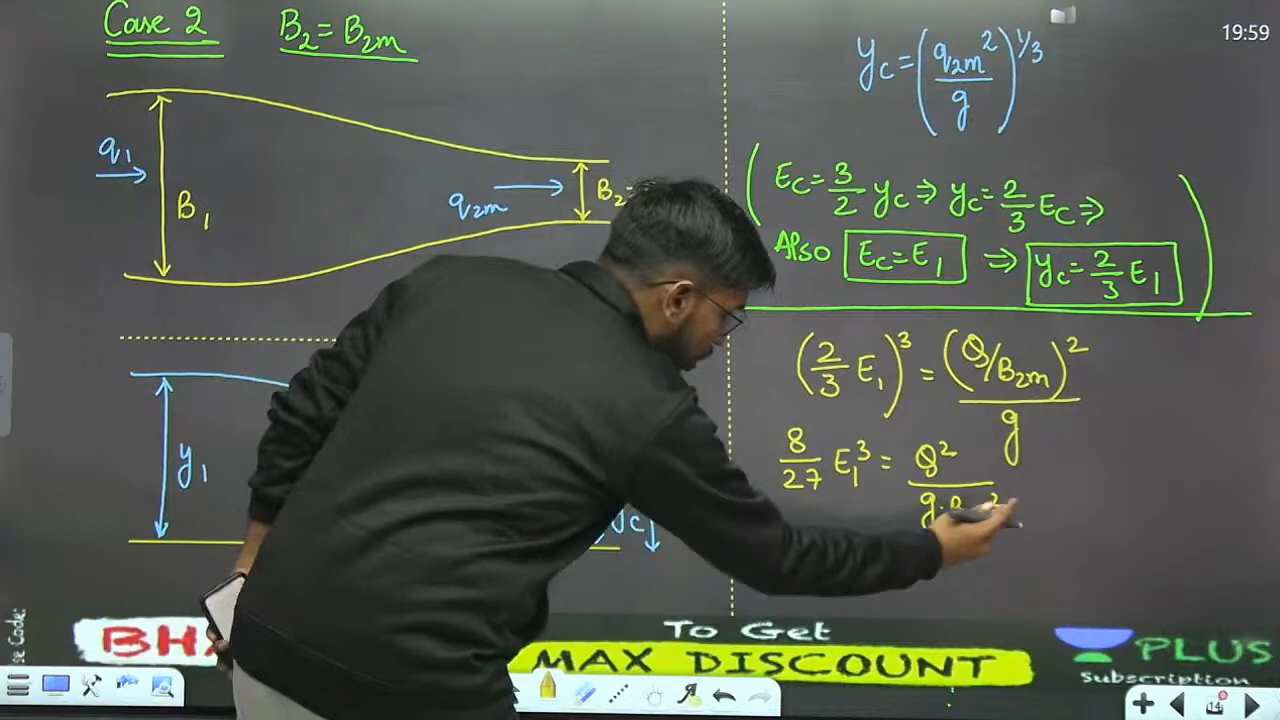 Case 2 B₂ = B₂m
q₁
B₁
q₂m
B₂
y₁
yc = (q₂m²/g)^1/3
19:59
Ec = 3/2 yc ⇒ yc = 2/3 Ec ⇒
Also Ec = E₁ ⇒ yc = 2/3 E₁
(2/3 E₁)³ = (Q/B₂m)²/g
8/27 E₁³ = Q²/g.
To Get
MAX DISCOUNT
PLUS
Subscription
14